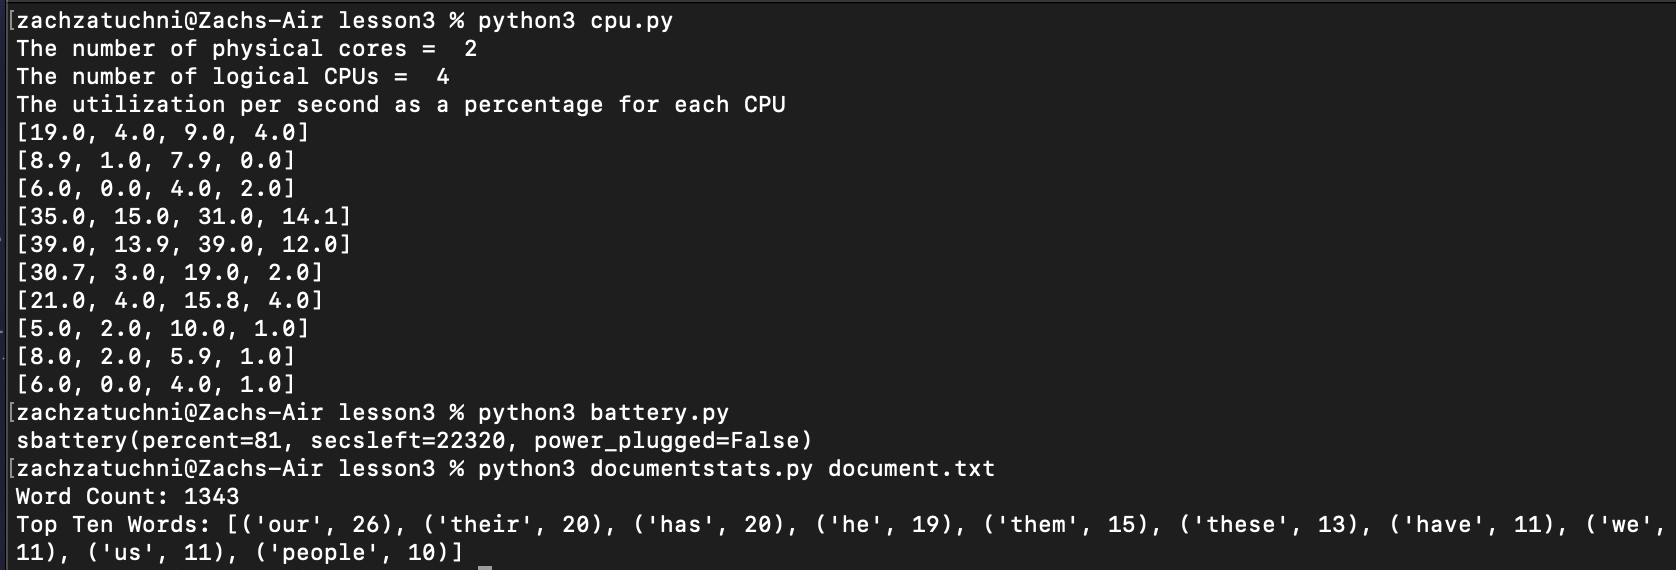 [zachzatuchni@Zachs-Air lesson3 % python3 cpu.py
The number of physical cores =  2
The number of logical CPUs =  4
The utilization per second as a percentage for each CPU
[19.0, 4.0, 9.0, 4.0]
[8.9, 1.0, 7.9, 0.0]
[6.0, 0.0, 4.0, 2.0]
[35.0, 15.0, 31.0, 14.1]
[39.0, 13.9, 39.0, 12.0]
[30.7, 3.0, 19.0, 2.0]
[21.0, 4.0, 15.8, 4.0]
[5.0, 2.0, 10.0, 1.0]
[8.0, 2.0, 5.9, 1.0]
[6.0, 0.0, 4.0, 1.0]
[zachzatuchni@Zachs-Air lesson3 % python3 battery.py
sbattery(percent=81, secsleft=22320, power_plugged=False)
[zachzatuchni@Zachs-Air lesson3 % python3 documentstats.py document.txt
Word Count: 1343
Top Ten Words: [('our', 26), ('their', 20), ('has', 20), ('he', 19), ('them', 15), ('these', 13), ('have', 11), ('we',
11), ('us', 11), ('people', 10)]